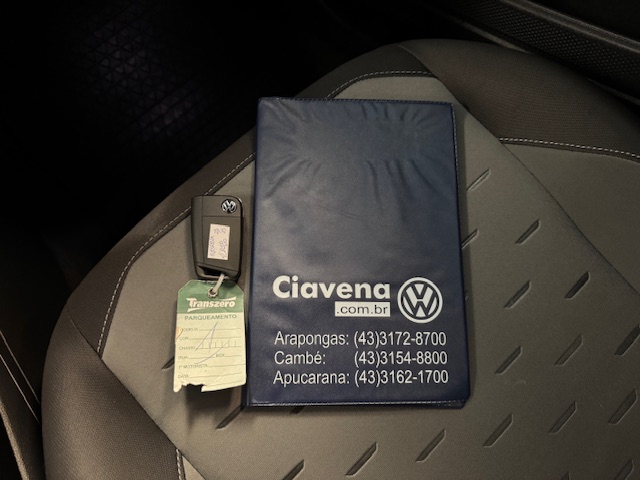 Ciavena
.com.br
Arapongas: (43)3172-8700
Cambé: (43)3154-8800
Apucarana: (43)3162-1700
Transzero
PARQUEAMENTO